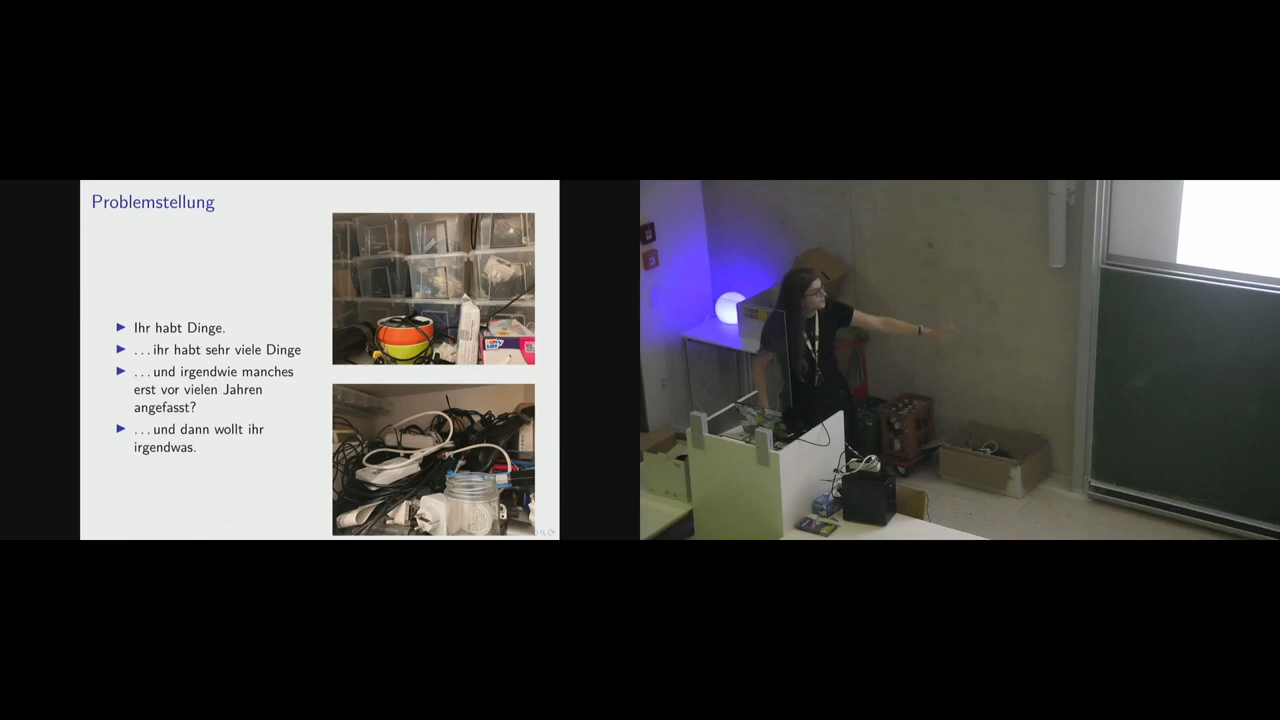 Problemstellung
▶ Ihr habt Dinge.
▶ ...ihr habt sehr viele Dinge
▶ ...und irgendwie manches
erst vor vielen Jahren
angefasst?
▶ ...und dann wollt ihr
irgendwas.